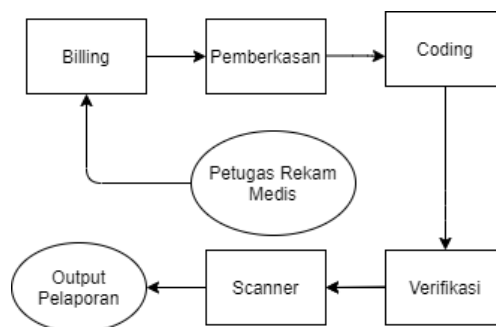 Billing
Pemberkasan
Coding
Petugas Rekam
Medis
Output
Pelaporan
Scanner
Verifikasi